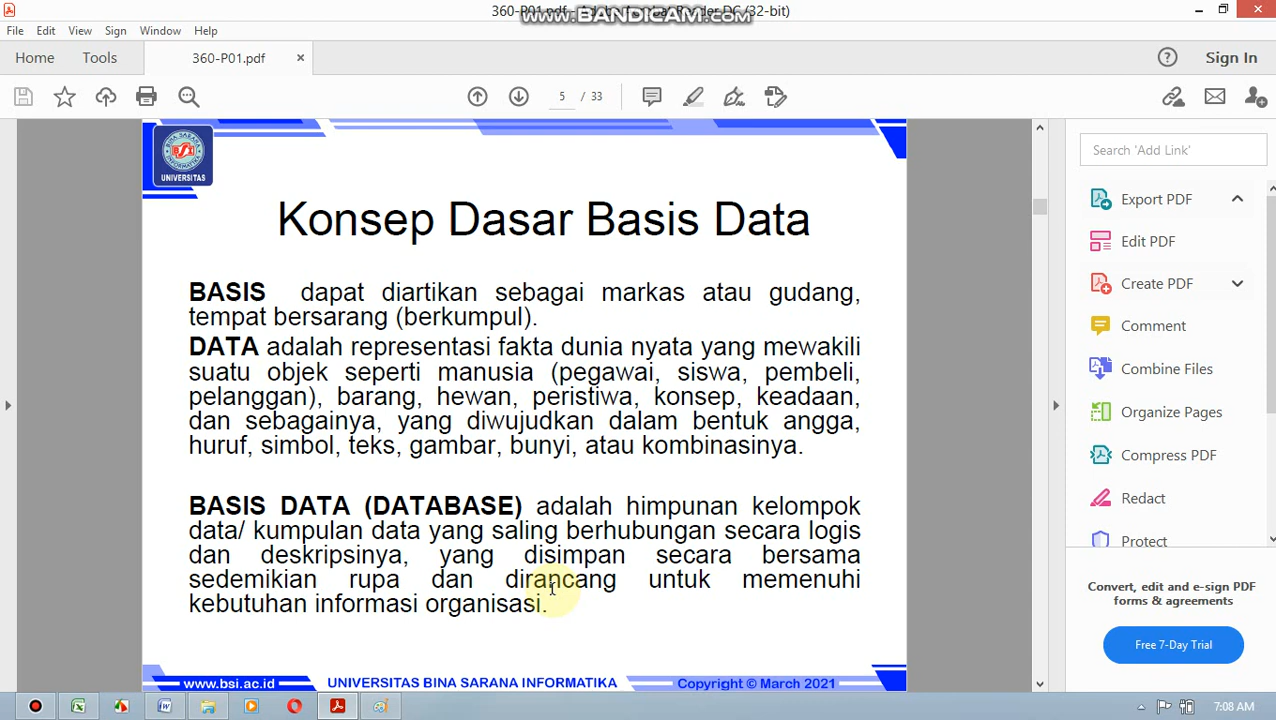 360-P01.pdf - Adobe Acrobat Reader DC (32-bit)
www.BANDICAM.com
File Edit View Sign Window Help
Home Tools 360-P01.pdf × Sign In
5 / 33
BSI
UNIVERSITAS
Konsep Dasar Basis Data
BASIS dapat diartikan sebagai markas atau gudang,
tempat bersarang (berkumpul).
DATA adalah representasi fakta dunia nyata yang mewakili
suatu objek seperti manusia (pegawai, siswa, pembeli,
pelanggan), barang, hewan, peristiwa, konsep, keadaan,
dan sebagainya, yang diwujudkan dalam bentuk angga,
huruf, simbol, teks, gambar, bunyi, atau kombinasinya.
BASIS DATA (DATABASE) adalah himpunan kelompok
data/ kumpulan data yang saling berhubungan secara logis
dan deskripsinya, yang disimpan secara bersama
sedemikian rupa dan dirancang untuk memenuhi
kebutuhan informasi organisasi.
www.bsi.ac.id UNIVERSITAS BINA SARANA INFORMATIKA Copyright © March 2021
Search 'Add Link'
Export PDF
Edit PDF
Create PDF
Comment
Combine Files
Organize Pages
Compress PDF
Redact
Protect
Convert, edit and e-sign PDF
forms & agreements
Free 7-Day Trial
7:08 AM